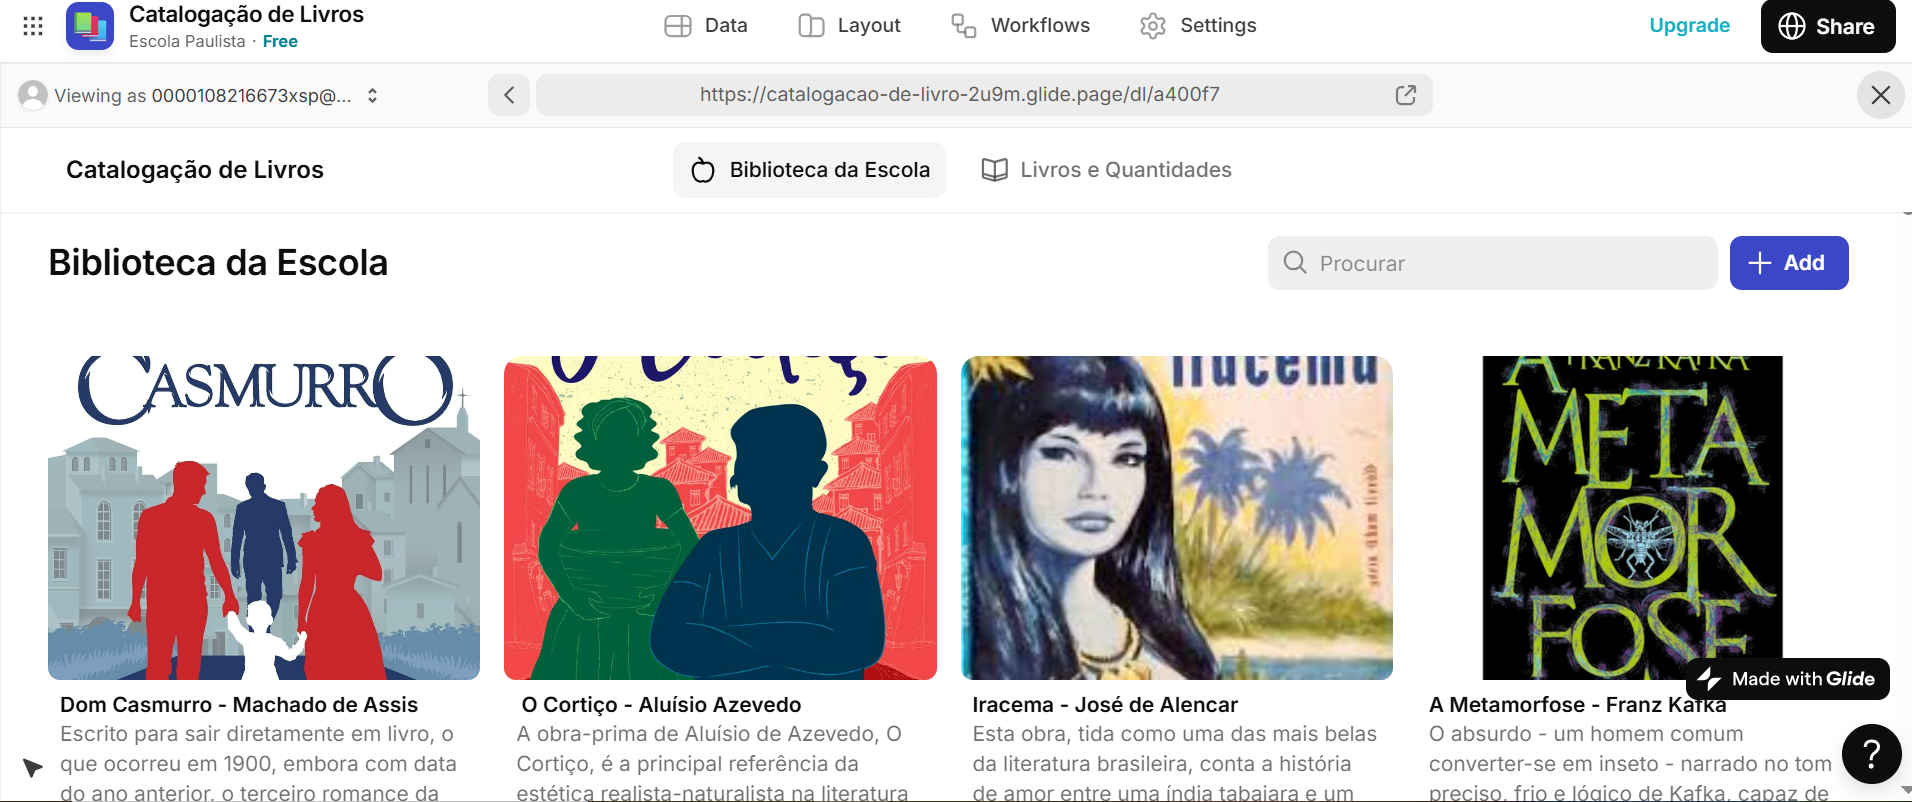 Catalogação de Livros
Escola Paulista · Free
Data
Layout
Workflows
Settings
Upgrade
Share
Viewing as 0000108216673xsp@...
https://catalogacao-de-livro-2u9m.glide.page/dl/a400f7
Catalogação de Livros
Biblioteca da Escola
Livros e Quantidades
Biblioteca da Escola
Procurar
Add
CASMURRO
Iracema
A FRANZ KAFKA
META
MOR
FOSE
Made with Glide
Dom Casmurro - Machado de Assis
Escrito para sair diretamente em livro, o
que ocorreu em 1900, embora com data
do ano anterior, o terceiro romance da
O Cortiço - Aluísio Azevedo
A obra-prima de Aluísio de Azevedo, O
Cortiço, é a principal referência da
estética realista-naturalista na literatura
Iracema - José de Alencar
Esta obra, tida como uma das mais belas
da literatura brasileira, conta a história
de amor entre uma índia tabajara e um
A Metamorfose - Franz Kafka
O absurdo - um homem comum
converter-se em inseto - narrado no tom
preciso, frio e lógico de Kafka, capaz de
?